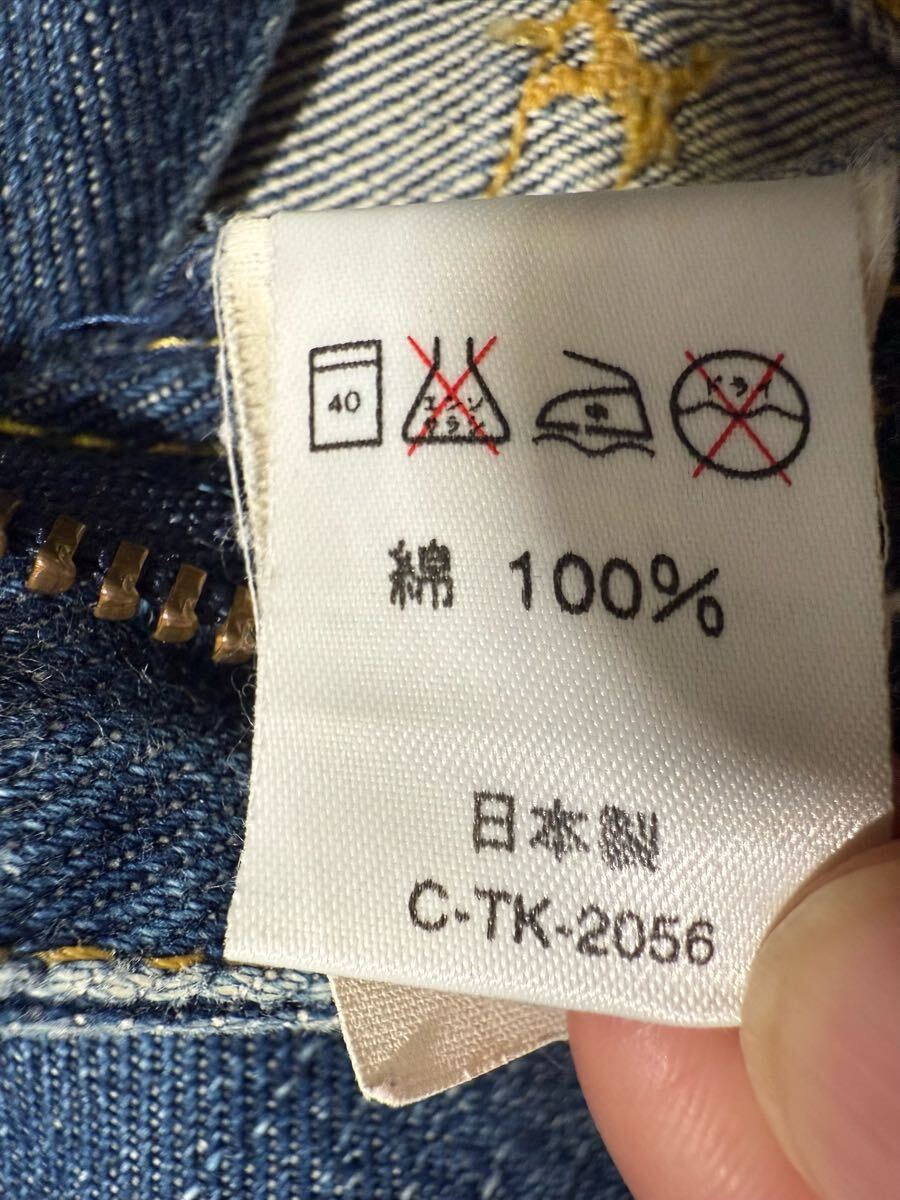 40
エンソ
サラシ
中
ドライ
綿 100%
日本製
C-TK-2056